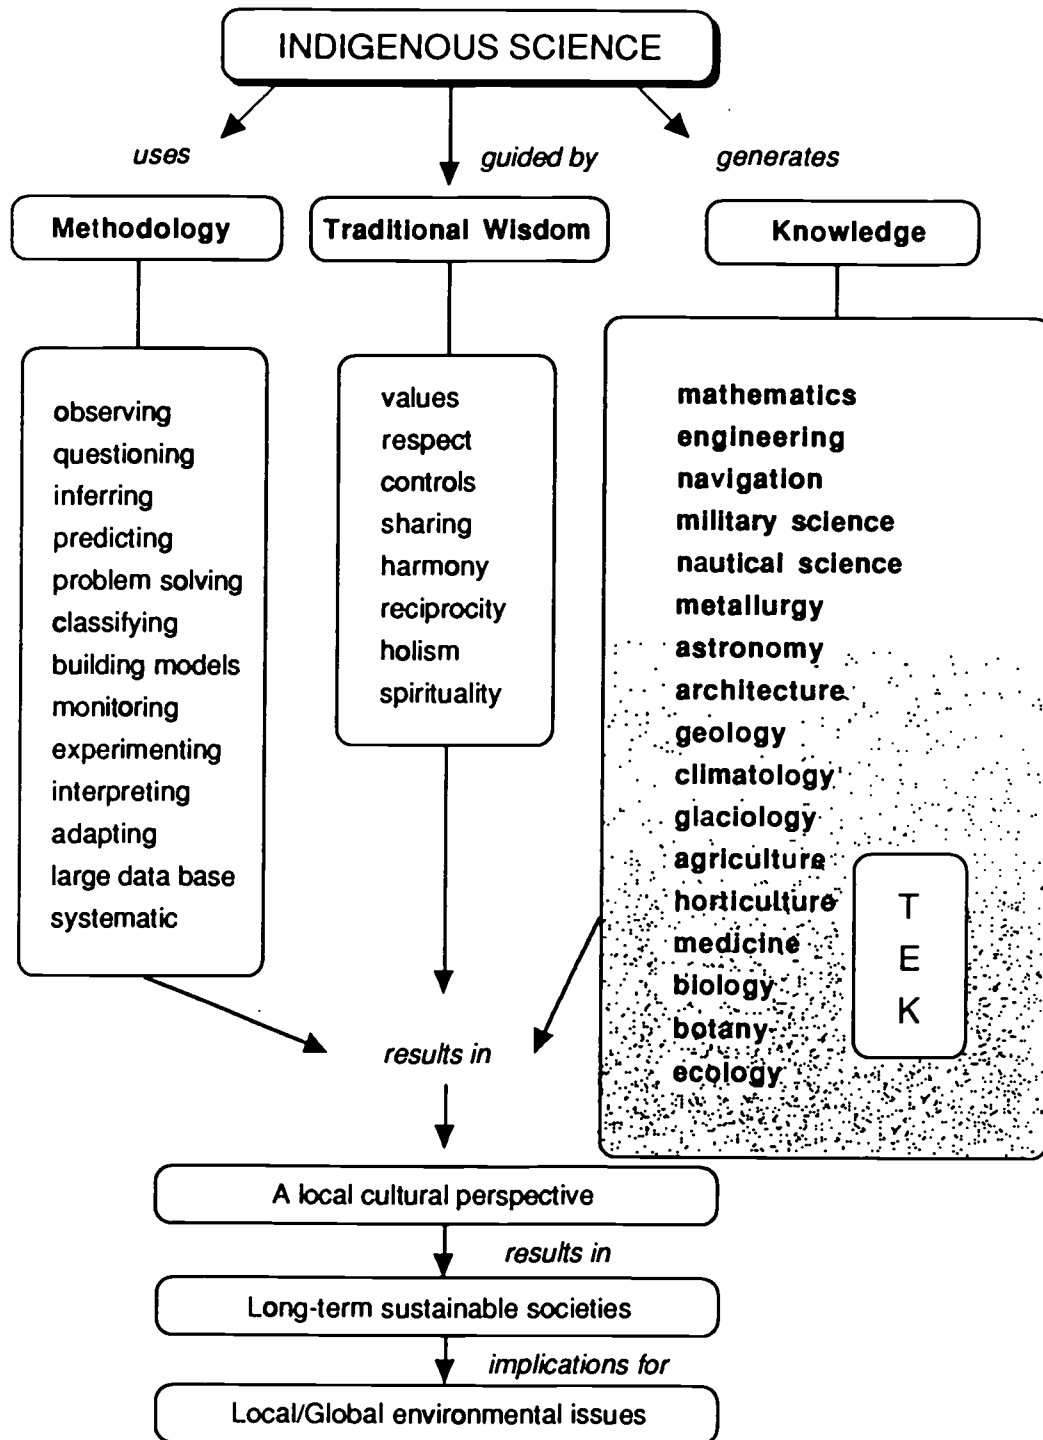 INDIGENOUS SCIENCE
uses
guided by
generates
Methodology
Traditional Wisdom
Knowledge
observing
questioning
inferring
predicting
problem solving
classifying
building models
monitoring
experimenting
interpreting
adapting
large data base
systematic
values
respect
controls
sharing
harmony
reciprocity
holism
spirituality
mathematics
engineering
navigation
military science
nautical science
metallurgy
astronomy
architecture
geology
climatology
glaciology
agriculture
horticulture
medicine
biology
botany
ecology
T
E
K
results in
A local cultural perspective
results in
Long-term sustainable societies
implications for
Local/Global environmental issues